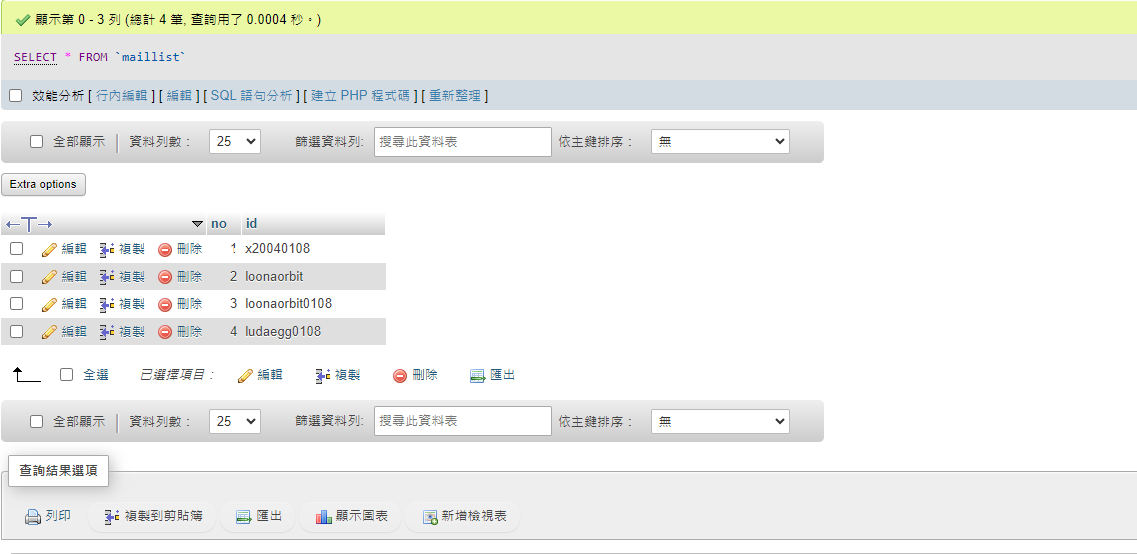 顯示第 0 - 3 列 (總計 4 筆, 查詢用了 0.0004 秒。)
SELECT * FROM `maillist`
效能分析 [ 行內編輯 ] [ 編輯 ] [ SQL 語句分析 ] [ 建立 PHP 程式碼 ] [ 重新整理 ]
全部顯示 資料列數： 25 篩選資料列: 搜尋此資料表 依主鍵排序： 無
Extra options
no id
編輯 複製 刪除 1 x20040108
編輯 複製 刪除 2 loonaorbit
編輯 複製 刪除 3 loonaorbit0108
編輯 複製 刪除 4 ludaegg0108
全選 已選擇項目： 編輯 複製 刪除 匯出
全部顯示 資料列數： 25 篩選資料列: 搜尋此資料表 依主鍵排序： 無
查詢結果選項
列印 複製到剪貼簿 匯出 顯示圖表 新增檢視表